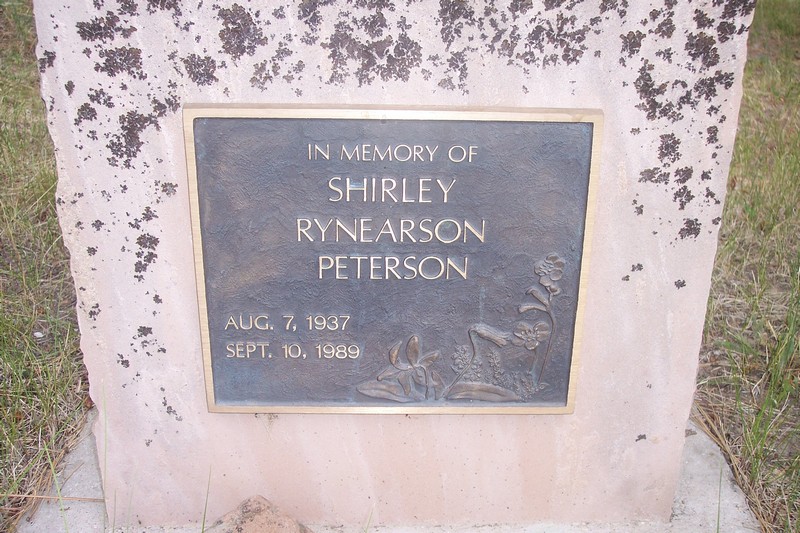 IN MEMORY OF
SHIRLEY
RYNEARSON
PETERSON
AUG. 7, 1937
SEPT. 10, 1989